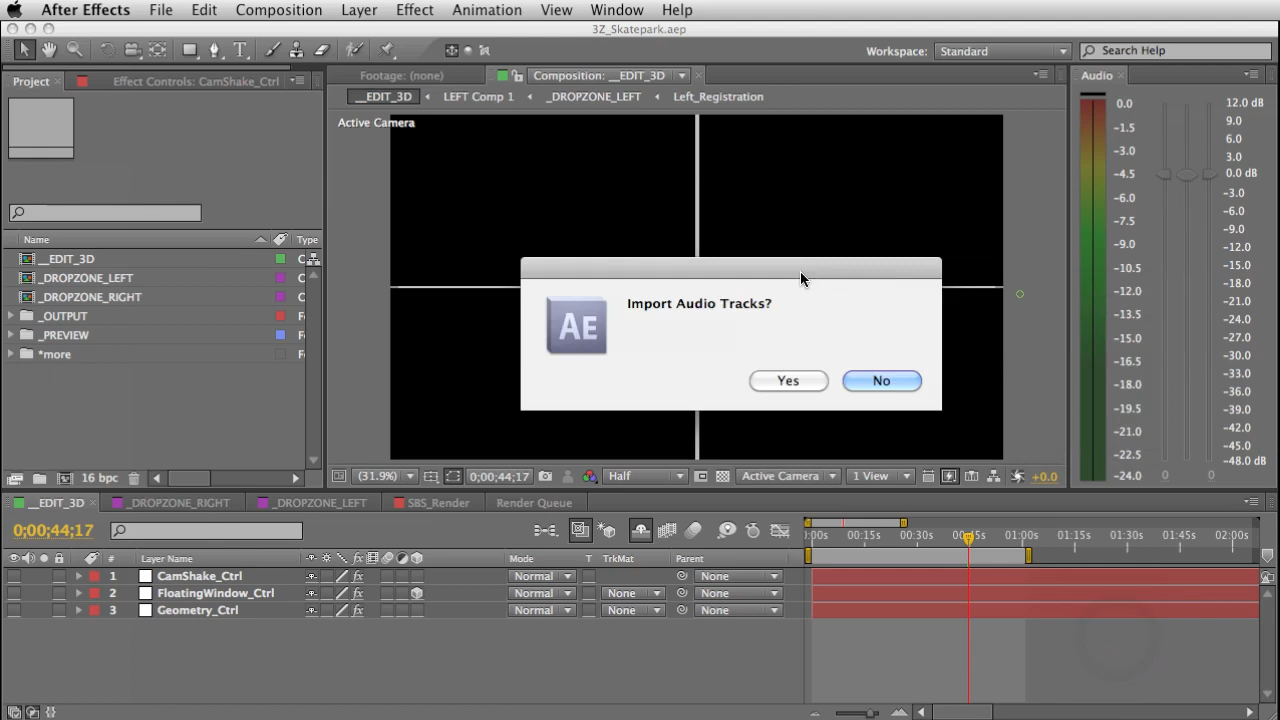 After Effects File Edit Composition Layer Effect Animation View Window Help
3Z_Skatepark.aep
Workspace: Standard Search Help
Project Effect Controls: CamShake_Ctrl
Footage: (none) Composition: __EDIT_3D
Audio
__EDIT_3D LEFT Comp 1 _DROPZONE_LEFT Left_Registration
Active Camera
0.0
-1.5
-3.0
-4.5
-6.0
-7.5
-9.0
-10.5
-12.0
-13.5
-15.0
-16.5
-18.0
-19.5
-21.0
-22.5
-24.0
12.0 dB
9.0
6.0
3.0
0.0 dB
-3.0
-6.0
-9.0
-12.0
-15.0
-18.0
-21.0
-24.0
-27.0
-30.0
-33.0
-36.0
-39.0
-42.0
-45.0
-48.0 dB
0 0
Name Type
__EDIT_3D C
_DROPZONE_LEFT C
_DROPZONE_RIGHT C
_OUTPUT F
_PREVIEW F
*more F
Import Audio Tracks?
AE
Yes No
16 bpc
(31.9%) 0;00;44;17 Half Active Camera 1 View +0.0
__EDIT_3D _DROPZONE_RIGHT _DROPZONE_LEFT SBS_Render Render Queue
0;00;44;17
):00s 00:15s 00:30s 00:45s 01:00s 01:15s 01:30s 01:45s 02:00s
# Layer Name Mode T TrkMat Parent
1 CamShake_Ctrl Normal None
2 FloatingWindow_Ctrl Normal None None
3 Geometry_Ctrl Normal None None